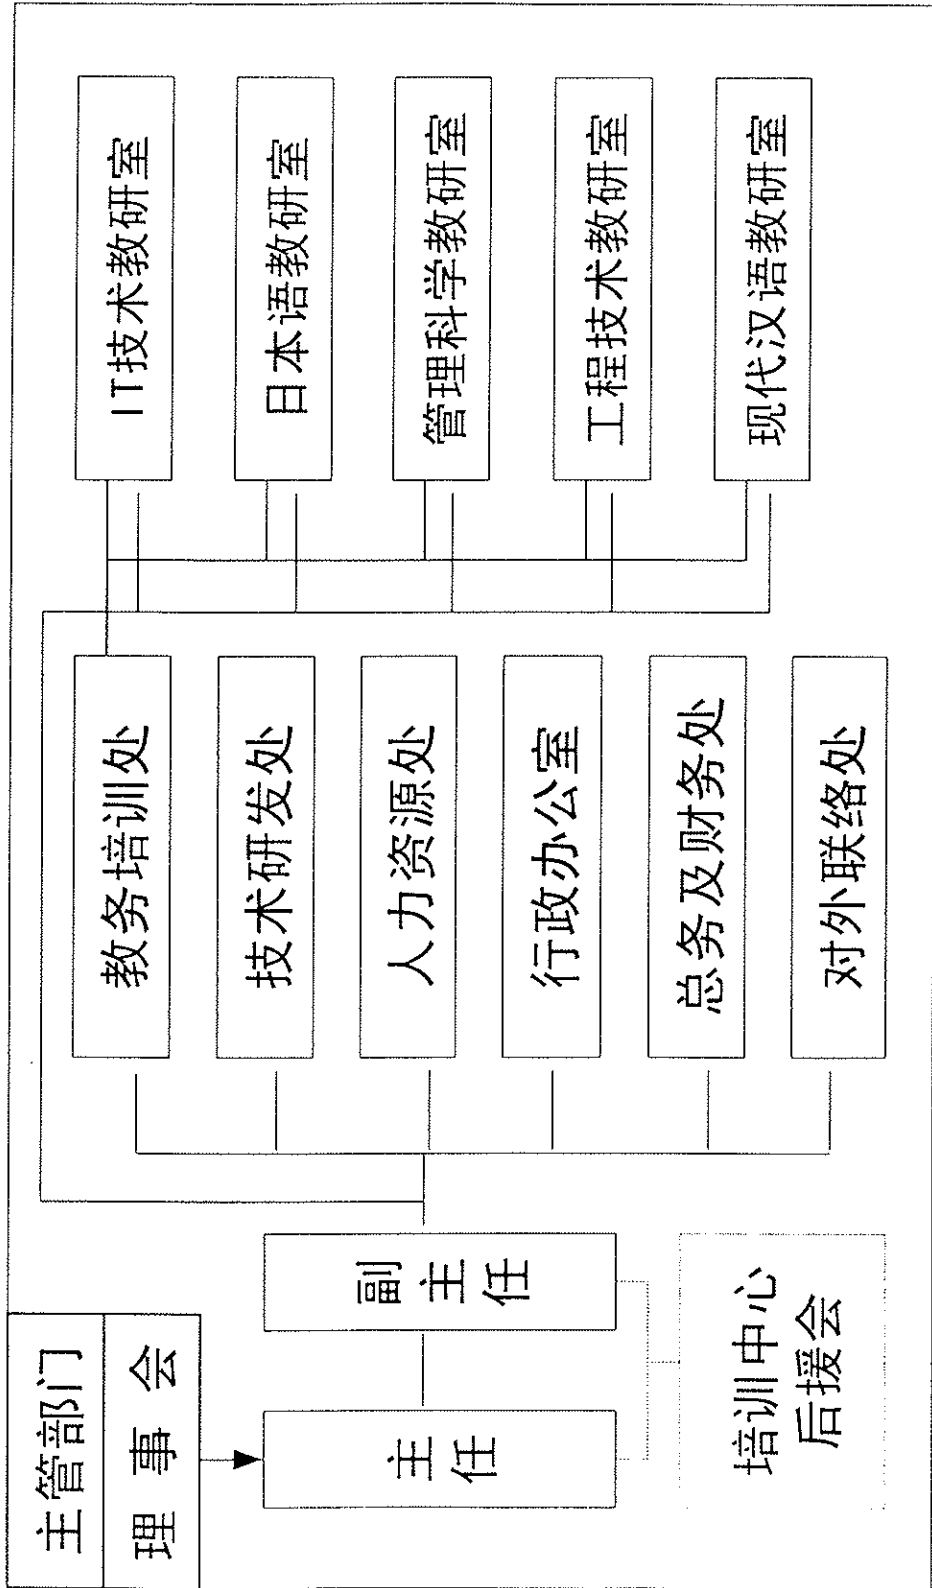 主管部门
理事会
主任
副主任
培训中心
后援会
教务培训处
技术研发处
人力资源处
行政办公室
总务及财务处
对外联络处
IT技术教研室
日本语教研室
管理科学教研室
工程技术教研室
现代汉语教研室